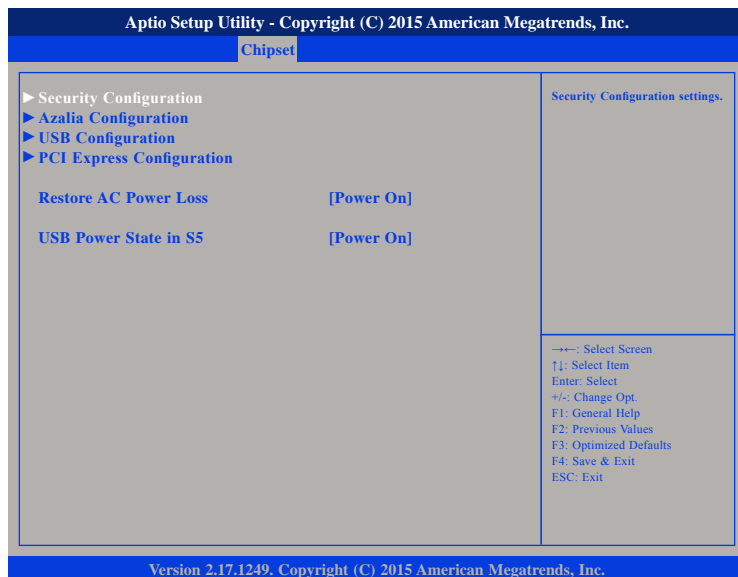 Aptio Setup Utility - Copyright (C) 2015 American Megatrends, Inc.
Chipset
►Security Configuration
►Azalia Configuration
►USB Configuration
►PCI Express Configuration
Restore AC Power Loss [Power On]
USB Power State in S5 [Power On]
Security Configuration settings.
→←: Select Screen
↑↓: Select Item
Enter: Select
+/-: Change Opt.
F1: General Help
F2: Previous Values
F3: Optimized Defaults
F4: Save & Exit
ESC: Exit
Version 2.17.1249. Copyright (C) 2015 American Megatrends, Inc.